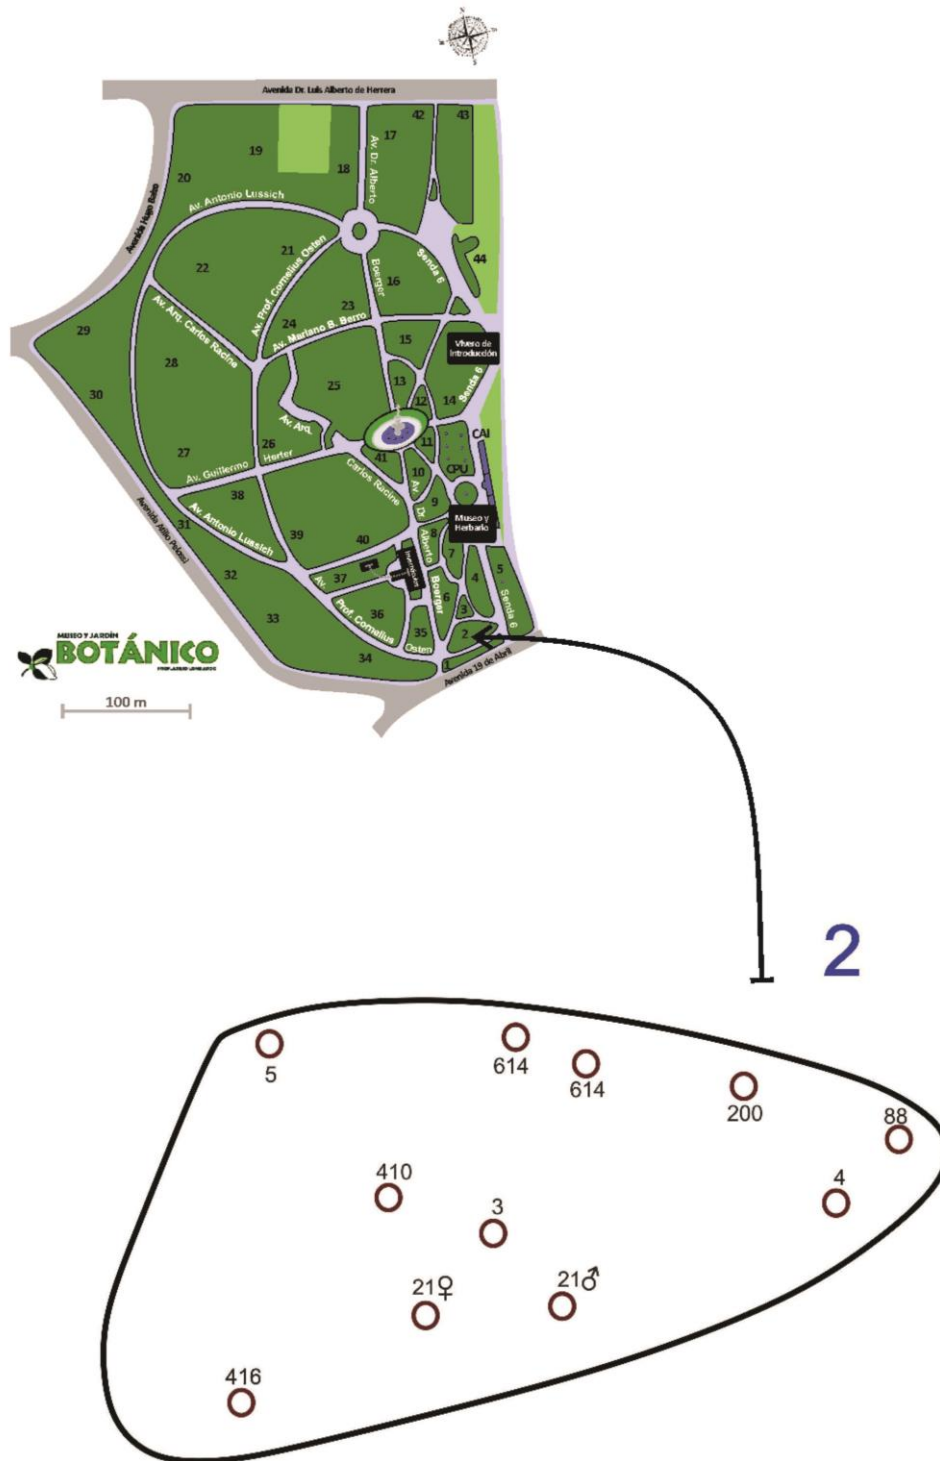 N
S
Avenida Dr. Luis Alberto de Herrera
42
43
17
19
18
20
Av. Dr. Alberto
Av. Antonio Lussich
Avenida Hugo
21
22
Av. Prof. Cornelius Osten
Boerger
Senda 6
16
44
23
24
Av. Mariano B. Berro
Av. Arq. Carlos Racine
29
28
15
Vivero de
Introducción
30
25
13
12
14
Senda 6
Av. Arq.
11
CAI
27
26
41
CPU
Av. Guillermo
Herter
Carlos Racine
10
Av.
Dr.
9
38
31
Av. Antonio Lussich
39
40
Alberto
8
7
Museo y
Herbario
32
37
Av.
Boerger
4
5
33
Prof. Cornelius
Osten
36
35
6
3
2
Senda 6
34
1
Avenida 19 de Abril
MUSEO Y JARDÍN
BOTÁNICO
100 m
2
5
614
614
200
88
410
3
4
21♀
21♂
416